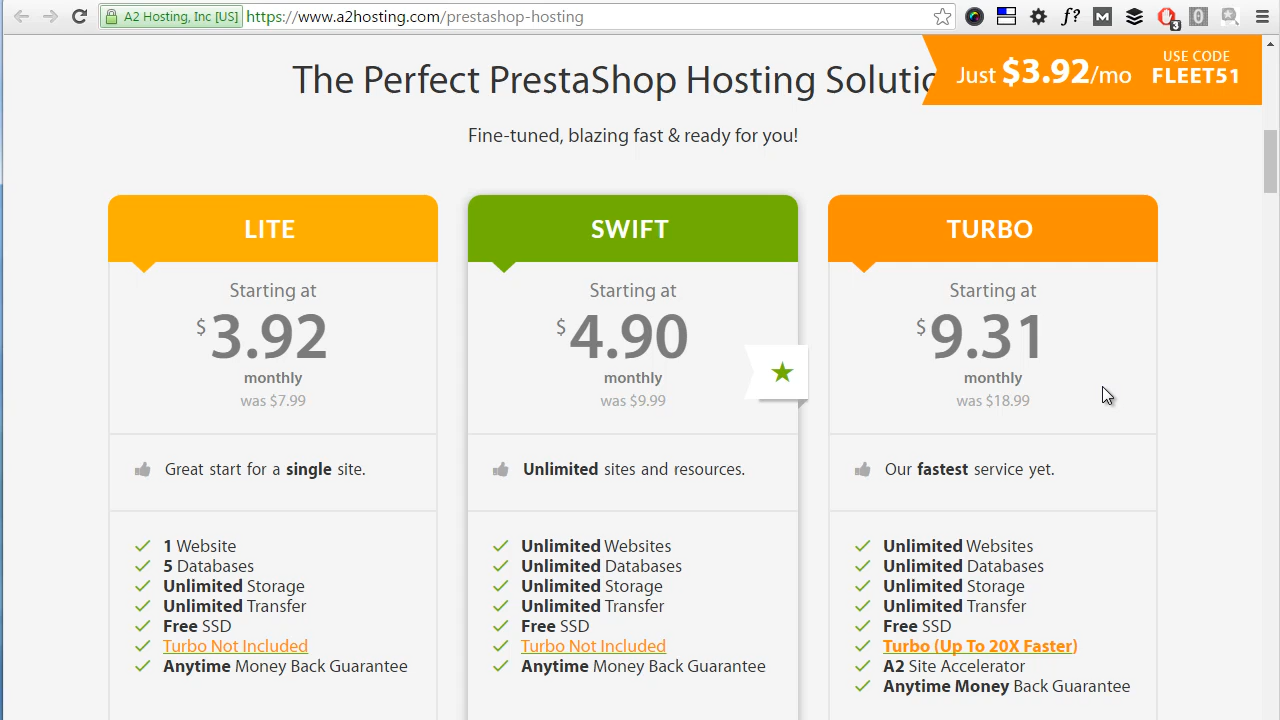 A2 Hosting, Inc [US]
https://www.a2hosting.com/prestashop-hosting
f?
M
3
0
The Perfect PrestaShop Hosting
Just $3.92/mo
USE CODE
FLEET51
Fine-tuned, blazing fast & ready for you!
LITE
Starting at
$3.92
monthly
was $7.99
Great start for a single site.
1 Website
5 Databases
Unlimited Storage
Unlimited Transfer
Free SSD
Turbo Not Included
Anytime Money Back Guarantee
SWIFT
Starting at
$4.90
monthly
was $9.99
Unlimited sites and resources.
Unlimited Websites
Unlimited Databases
Unlimited Storage
Unlimited Transfer
Free SSD
Turbo Not Included
Anytime Money Back Guarantee
TURBO
Starting at
$9.31
monthly
was $18.99
Our fastest service yet.
Unlimited Websites
Unlimited Databases
Unlimited Storage
Unlimited Transfer
Free SSD
Turbo (Up To 20X Faster)
A2 Site Accelerator
Anytime Money Back Guarantee